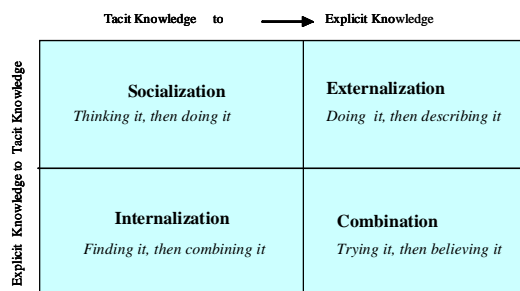 Tacit Knowledge to Explicit Knowledge
Explicit Knowledge to Tacit Knowledge
Socialization
Thinking it, then doing it
Externalization
Doing it, then describing it
Internalization
Finding it, then combining it
Combination
Trying it, then believing it